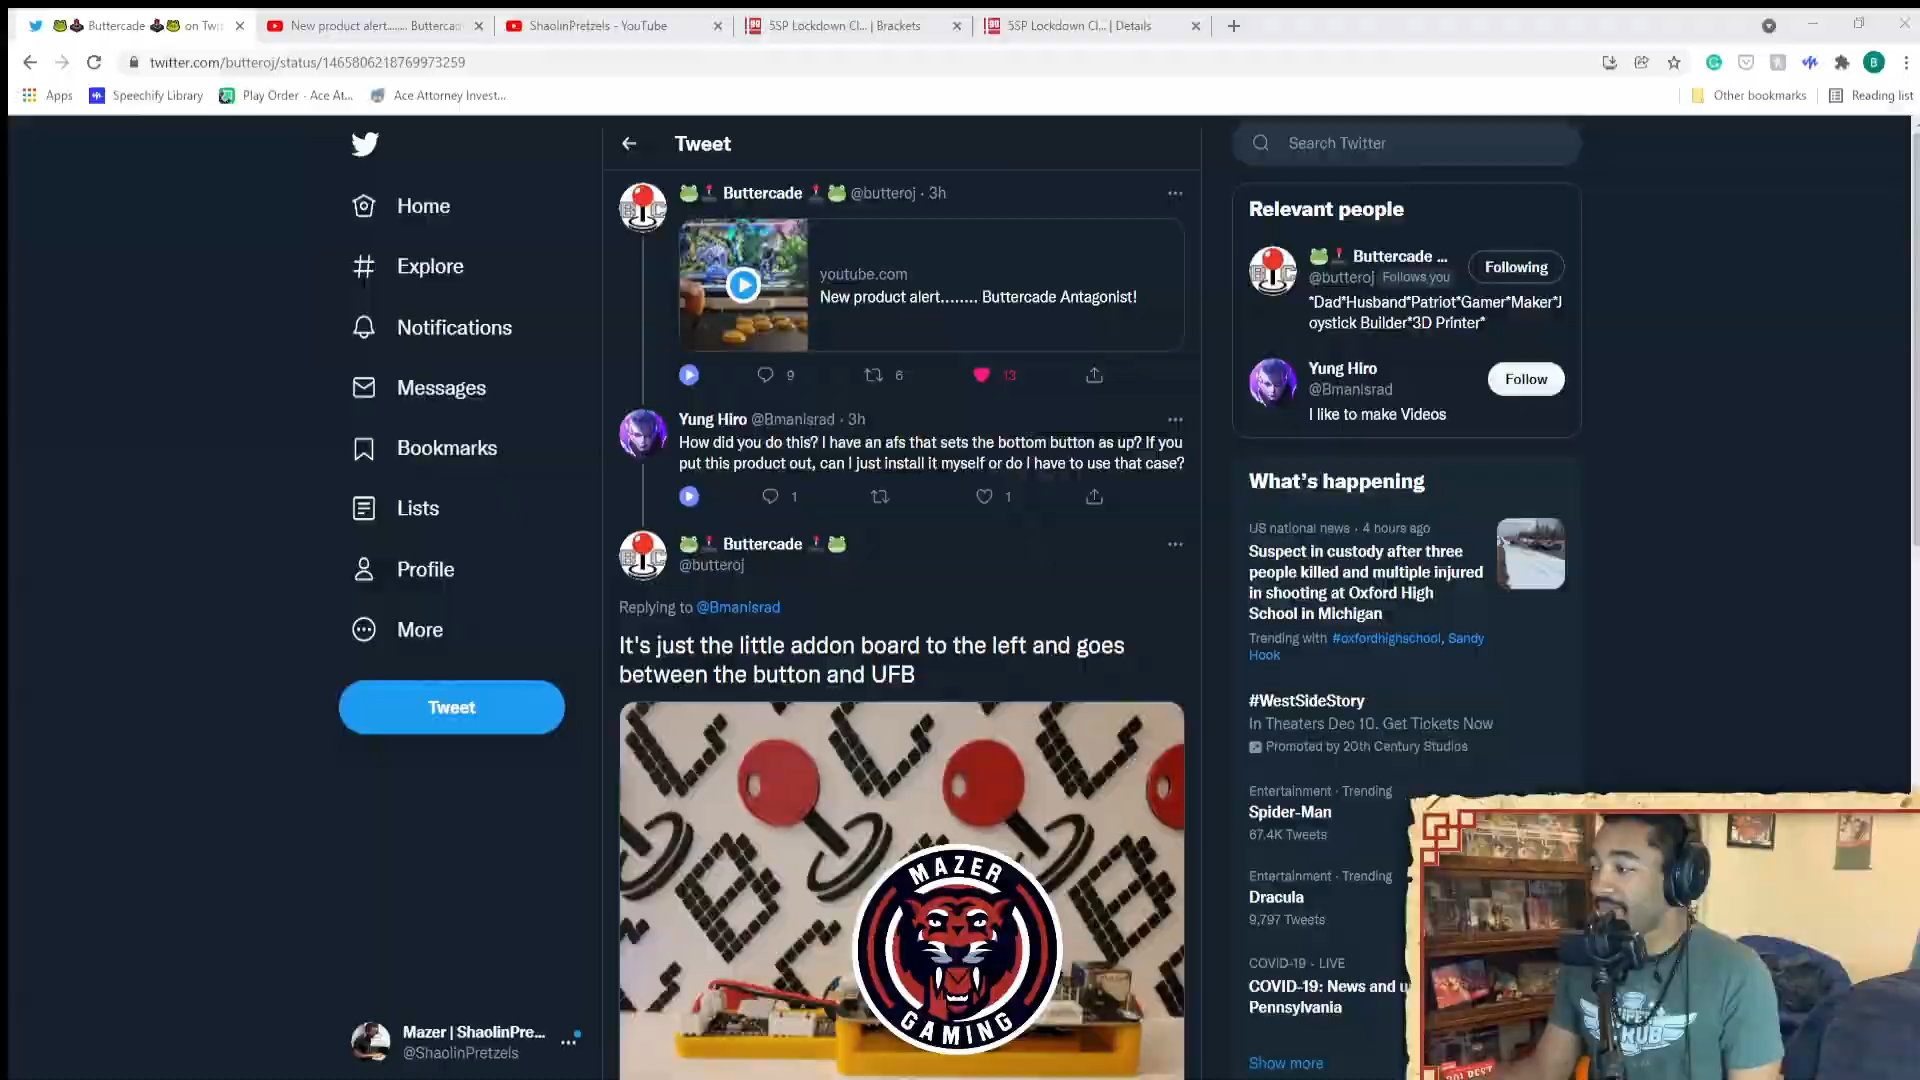 Buttercade on Twi
New product alert........ Buttercad
ShaolinPretzels - YouTube
5SP Lockdown Cl... | Brackets
5SP Lockdown Cl... | Details
twitter.com/butteroj/status/1465806218769973259
B
Apps
Speechify Library
Play Order - Ace At...
Ace Attorney Invest...
Other bookmarks
Reading list
Home
Explore
Notifications
Messages
Bookmarks
Lists
Profile
More
Tweet
Mazer | ShaolinPre...
@ShaolinPretzels
Tweet
Buttercade @butteroj · 3h
youtube.com
New product alert........ Buttercade Antagonist!
9 6 13
Yung Hiro @Bmanisrad · 3h
How did you do this? I have an afs that sets the bottom button as up? If you
put this product out, can I just install it myself or do I have to use that case?
1 1
Buttercade
@butteroj
Replying to @Bmanisrad
It's just the little addon board to the left and goes
between the button and UFB
MAZER
GAMING
Search Twitter
Relevant people
Buttercade ...
Following
@butteroj Follows you
*Dad*Husband*Patriot*Gamer*Maker*J
oystick Builder*3D Printer*
Yung Hiro
Follow
@Bmanisrad
I like to make Videos
What's happening
US national news · 4 hours ago
Suspect in custody after three
people killed and multiple injured
in shooting at Oxford High
School in Michigan
Trending with #oxfordhighschool, Sandy
Hook
#WestSideStory
In Theaters Dec 10. Get Tickets Now
Promoted by 20th Century Studios
Entertainment · Trending
Spider-Man
67.4K Tweets
Entertainment · Trending
Dracula
9,797 Tweets
COVID-19 · LIVE
COVID-19: News and u
Pennsylvania
Show more